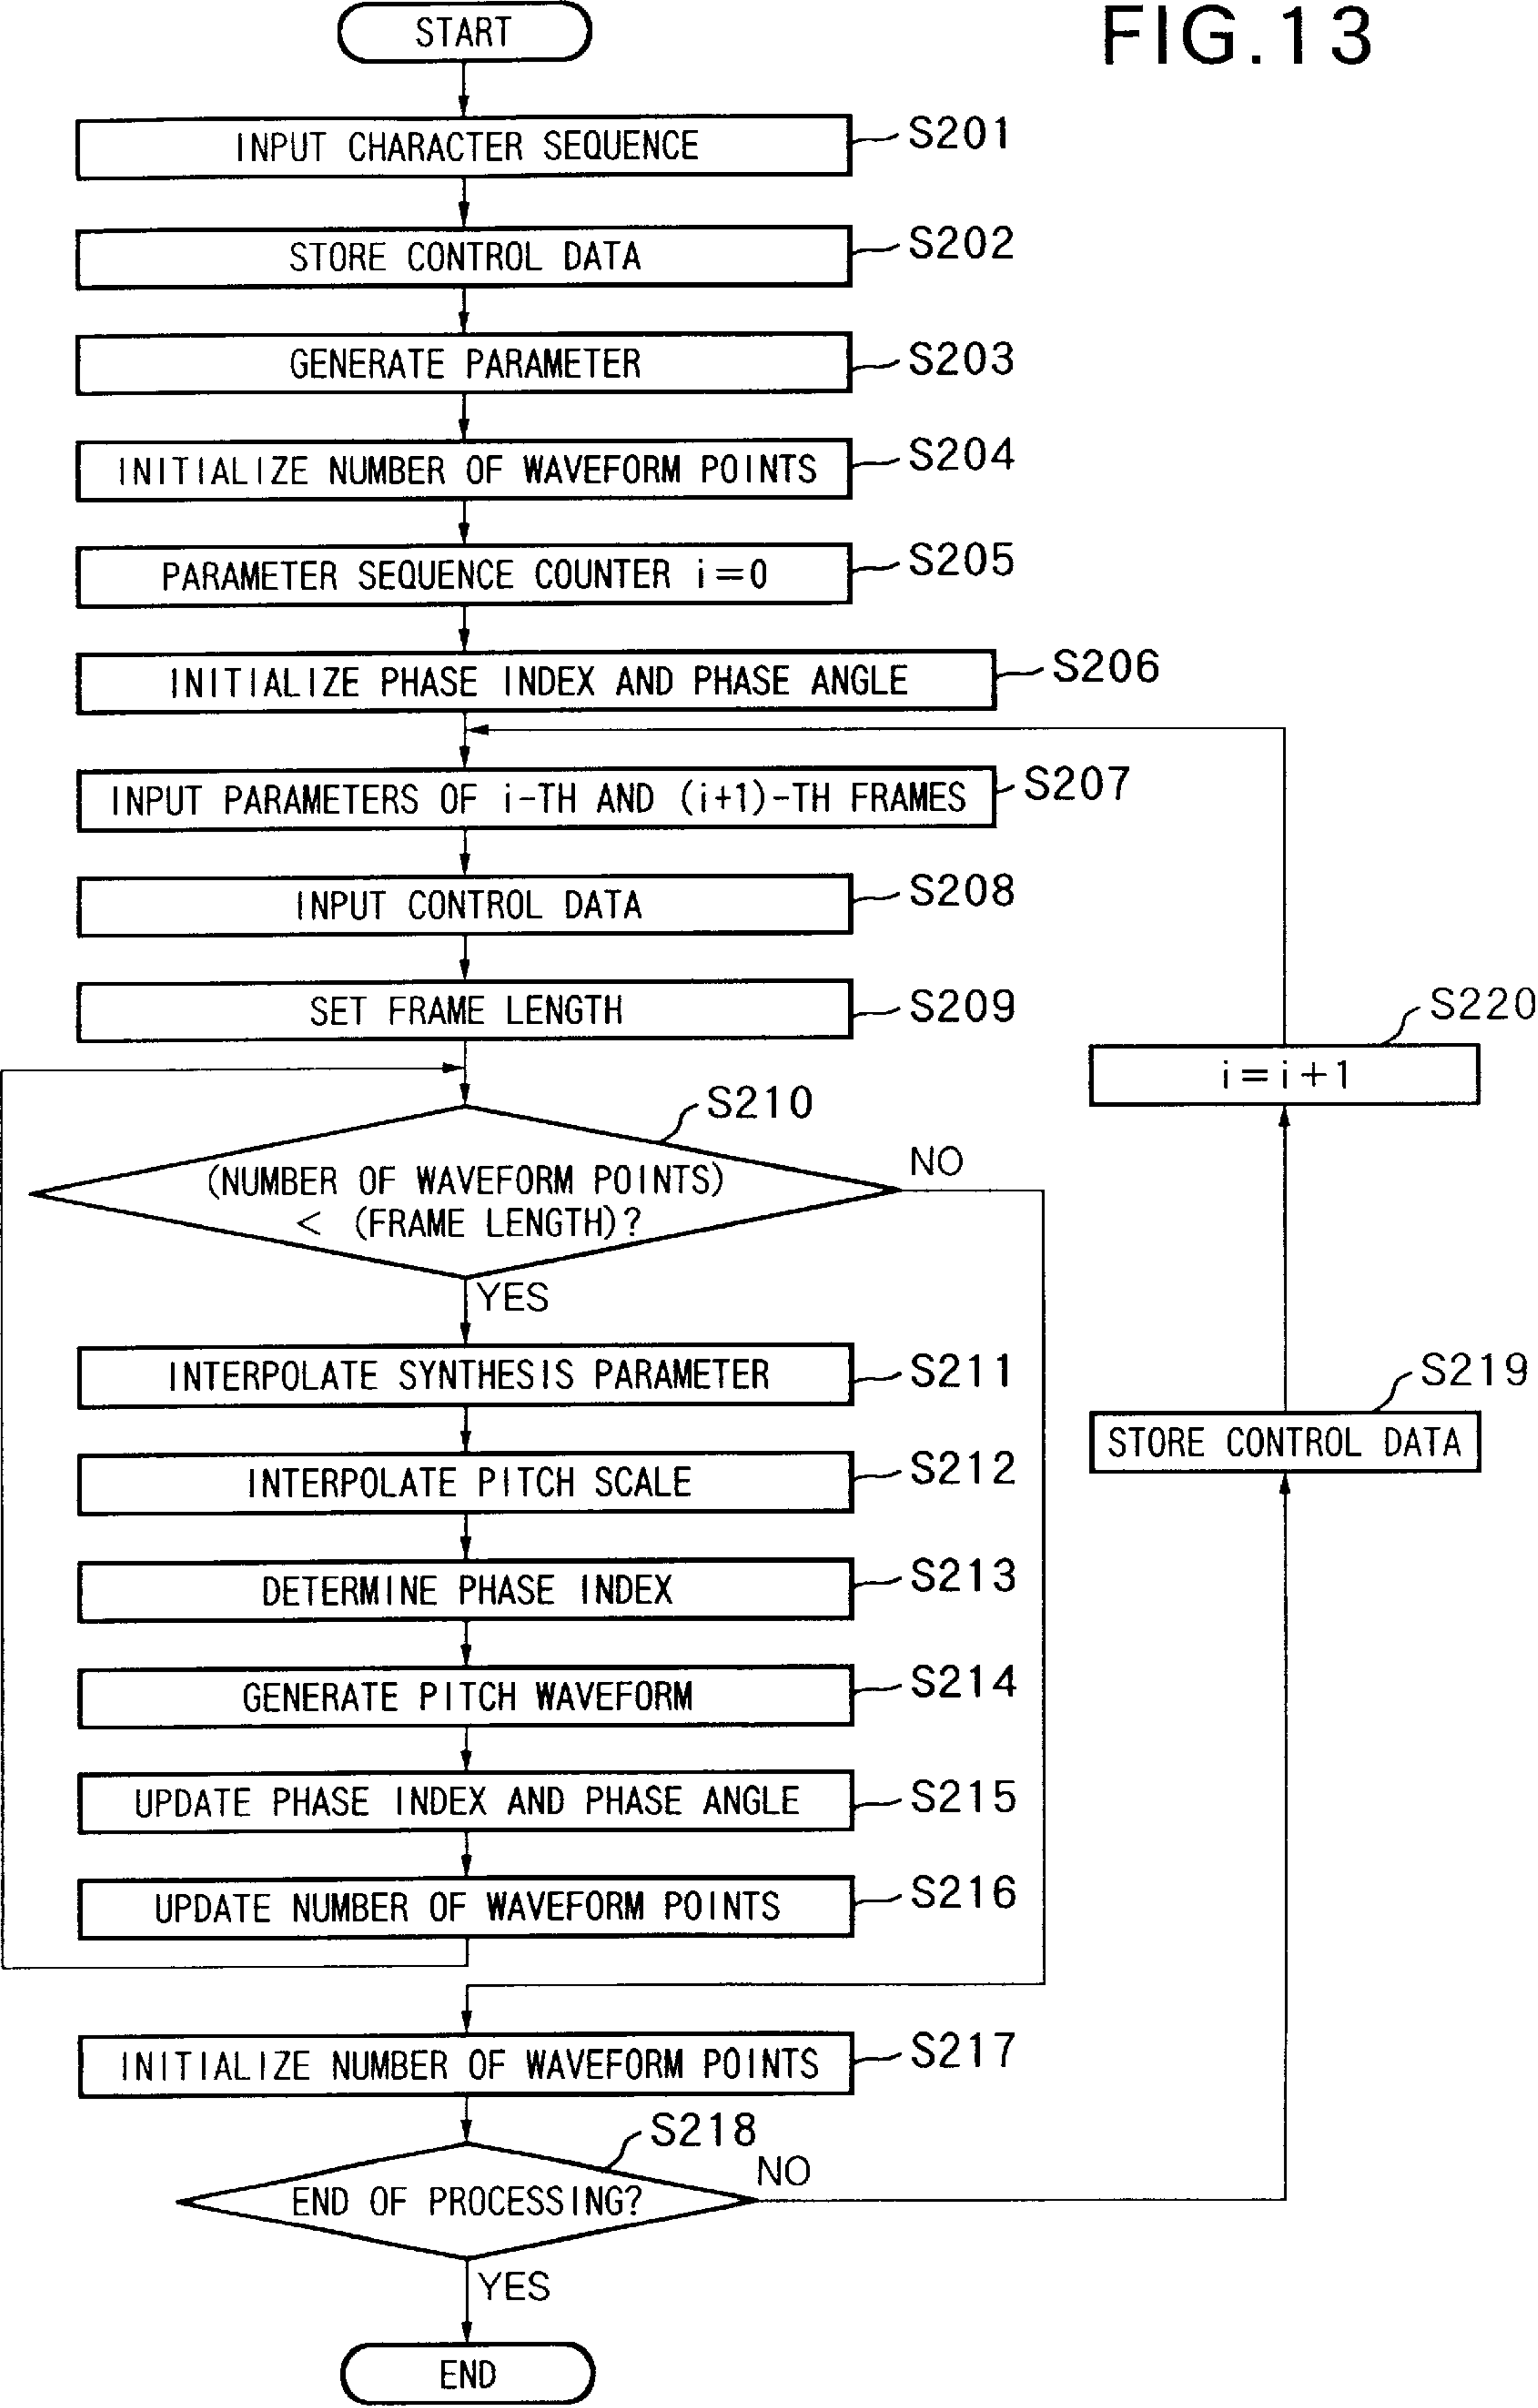 FIG.13
START
INPUT CHARACTER SEQUENCE
S201
STORE CONTROL DATA
S202
GENERATE PARAMETER
S203
INITIALIZE NUMBER OF WAVEFORM POINTS
S204
PARAMETER SEQUENCE COUNTER i=0
S205
INITIALIZE PHASE INDEX AND PHASE ANGLE
S206
INPUT PARAMETERS OF i-TH AND (i+1)-TH FRAMES
S207
INPUT CONTROL DATA
S208
SET FRAME LENGTH
S209
S210
(NUMBER OF WAVEFORM POINTS)
< (FRAME LENGTH)?
NO
YES
INTERPOLATE SYNTHESIS PARAMETER
S211
INTERPOLATE PITCH SCALE
S212
DETERMINE PHASE INDEX
S213
GENERATE PITCH WAVEFORM
S214
UPDATE PHASE INDEX AND PHASE ANGLE
S215
UPDATE NUMBER OF WAVEFORM POINTS
S216
INITIALIZE NUMBER OF WAVEFORM POINTS
S217
S218
END OF PROCESSING?
NO
YES
END
S219
STORE CONTROL DATA
S220
i=i+1